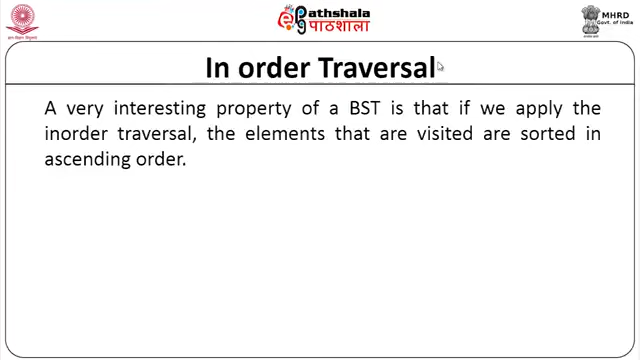 ePathshala
पाठशाला
MHRD
Govt. of India
In order Traversal
A very interesting property of a BST is that if we apply the
inorder traversal, the elements that are visited are sorted in
ascending order.